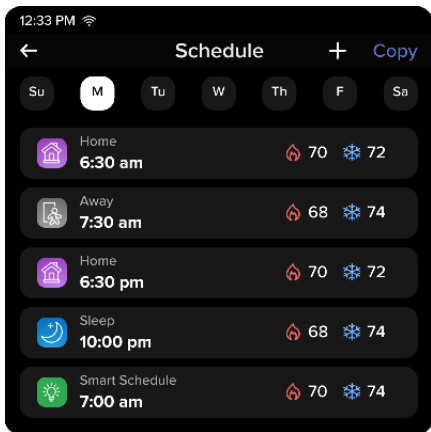 12:33 PM
Schedule + Copy
Su M Tu W Th F Sa
Home
6:30 am 70 72
Away
7:30 am 68 74
Home
6:30 pm 70 72
Sleep
10:00 pm 68 74
Smart Schedule
7:00 am 70 74